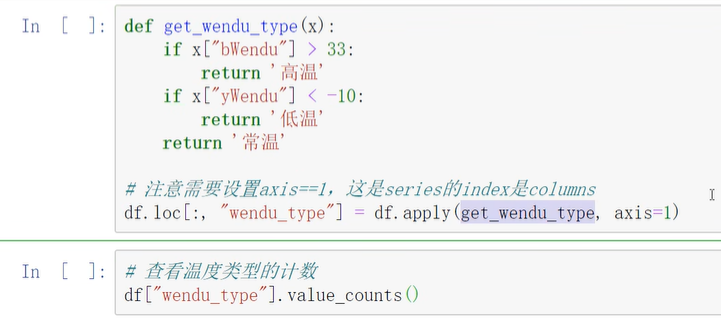 In [ ]: def get_wendu_type(x):
if x["bWendu"] > 33:
return '高温'
if x["yWendu"] < -10:
return '低温'
return '常温'
# 注意需要设置axis==1，这是series的index是columns
df.loc[:, "wendu_type"] = df.apply(get_wendu_type, axis=1)
In [ ]: # 查看温度类型的计数
df["wendu_type"].value_counts()